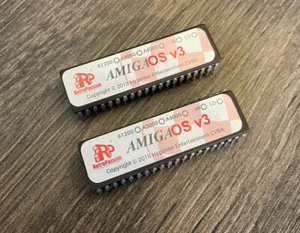 A1200 A3000 A4000 HI LO
AMIGAOS v3
RP
RetroPassion
Copyright © 2018 Hyperion Entertainment CVBA
A1200 A3000 A4000 HI LO
AMIGAOS v3
RP
RetroPassion
Copyright © 2018 Hyperion Entertainment CVBA